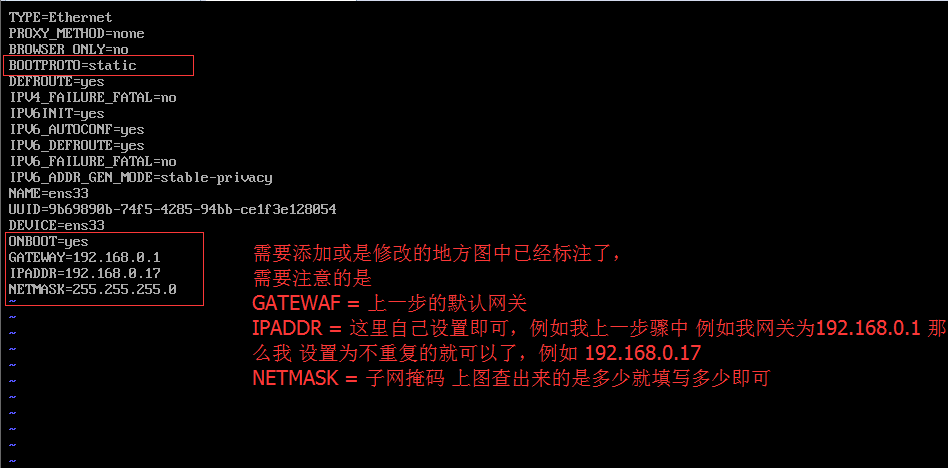 TYPE=Ethernet
PROXY_METHOD=none
BROWSER_ONLY=no
BOOTPROTO=static
DEFROUTE=yes
IPV4_FAILURE_FATAL=no
IPV6INIT=yes
IPV6_AUTOCONF=yes
IPV6_DEFROUTE=yes
IPV6_FAILURE_FATAL=no
IPV6_ADDR_GEN_MODE=stable-privacy
NAME=ens33
UUID=9b69890b-74f5-4285-94bb-ce1f3e128054
DEVICE=ens33
ONBOOT=yes
GATEWAY=192.168.0.1
IPADDR=192.168.0.17
NETMASK=255.255.255.0
~
~
~
~
~
~
~
~
~
~
~
需要添加或是修改的地方图中已经标注了，
需要注意的是
GATEWAF = 上一步的默认网关
IPADDR = 这里自己设置即可，例如我上一步骤中 例如我网关为192.168.0.1 那
么我 设置为不重复的就可以了，例如 192.168.0.17
NETMASK = 子网掩码 上图查出来的是多少就填写多少即可